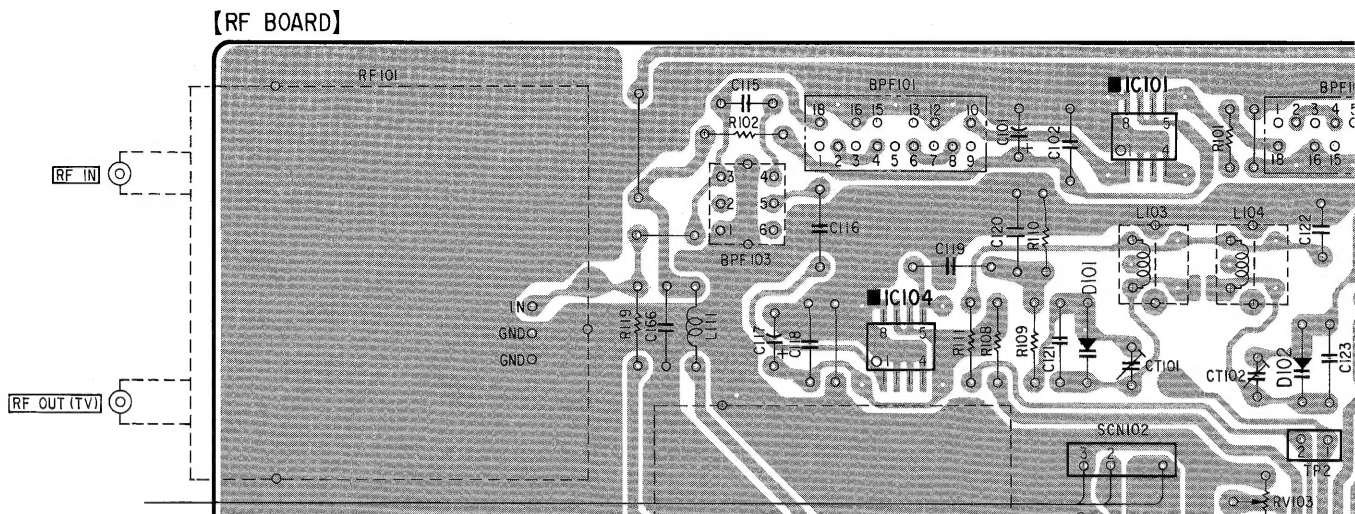 【RF BOARD】
RF101
C115
R102
BPF101
18 16 15 13 12 10
1 2 3 4 5 6 7 8 9
C101
+
C102
■IC101
8 5
1 4
R101
1 2 3 4 5
18 16 15
RF IN
3 4
2 5
1 6
BPF103
C116
C119
C120
R110
D101
L103
L104
C122
IN
GND
GND
R119
C166
L111
C117
+
C118
■IC104
8 5
1 4
R111
R108
R109
C121
CT101
CT102
D102
C123
RF OUT (TV)
SCN102
3 2
2 1
TP2
RV103